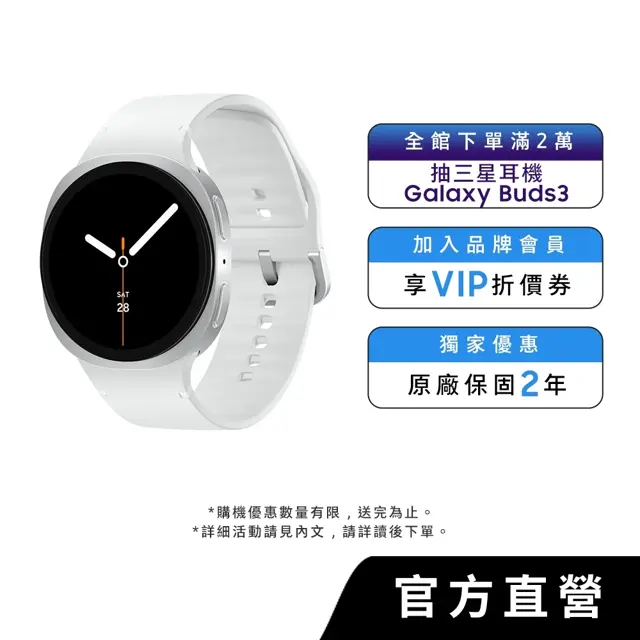 SAT
28
全館下單滿2萬
抽三星耳機
Galaxy Buds3
加入品牌會員
享VIP折價券
獨家優惠
原廠保固2年
*購機優惠數量有限，送完為止。
*詳細活動請見內文，請詳讀後下單。
官方直營